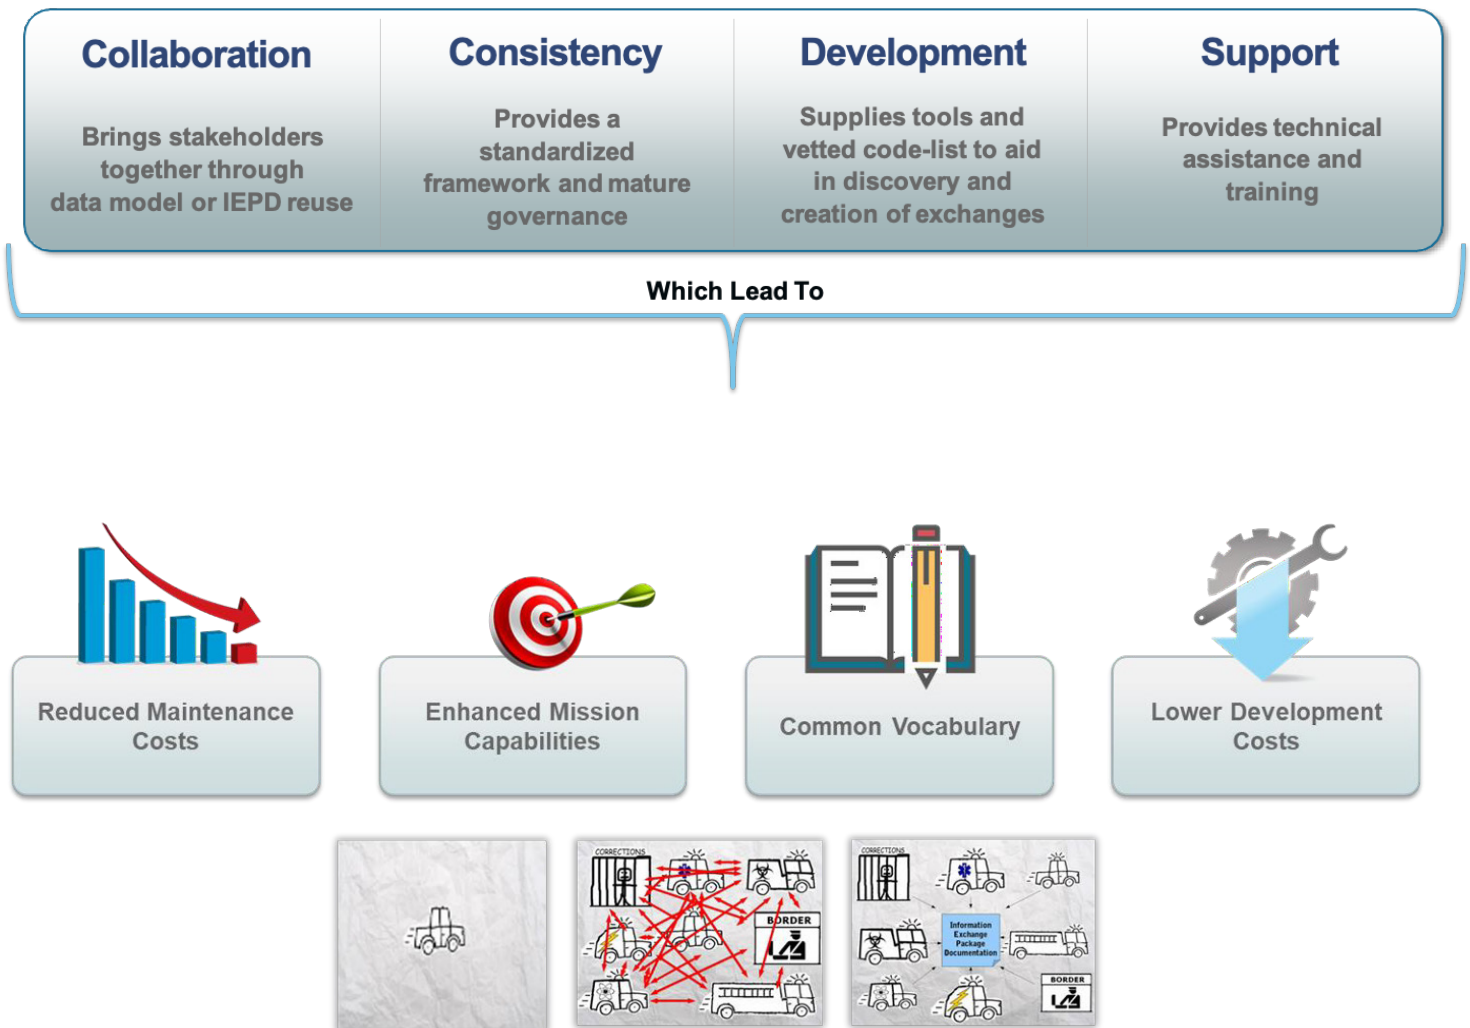 Collaboration
Brings stakeholders
together through
data model or IEPD reuse
Consistency
Provides a
standardized
framework and mature
governance
Development
Supplies tools and
vetted code-list to aid
in discovery and
creation of exchanges
Support
Provides technical
assistance and
training
Which Lead To
Reduced Maintenance
Costs
Enhanced Mission
Capabilities
Common Vocabulary
Lower Development
Costs
CORRECTIONS
BORDER
CORRECTIONS
Information
Exchange
Package
Documentation
BORDER